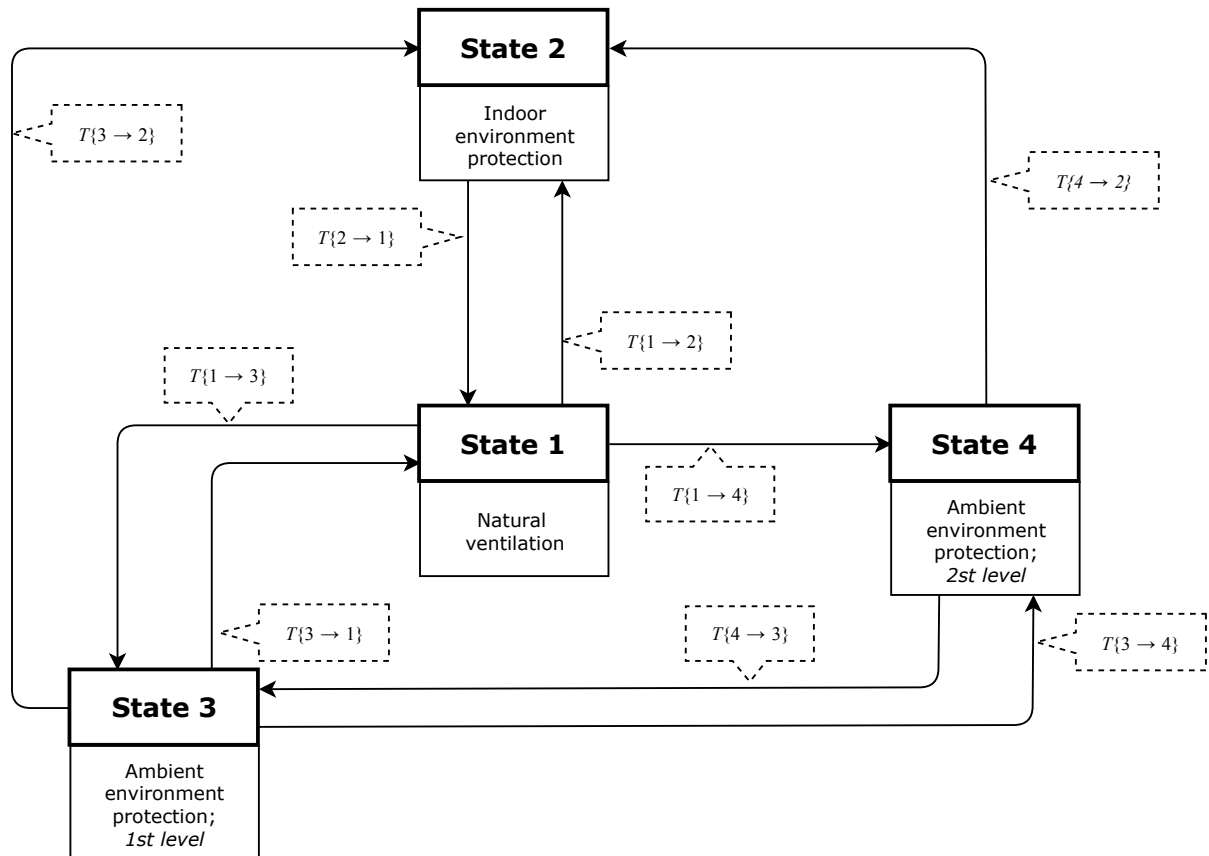 State 2
Indoor
environment
protection
T{3 → 2}
T{4 → 2}
T{2 → 1}
T{1 → 2}
T{1 → 3}
State 1
Natural
ventilation
State 4
Ambient
environment
protection;
2st level
T{1 → 4}
T{3 → 1}
T{4 → 3}
T{3 → 4}
State 3
Ambient
environment
protection;
1st level